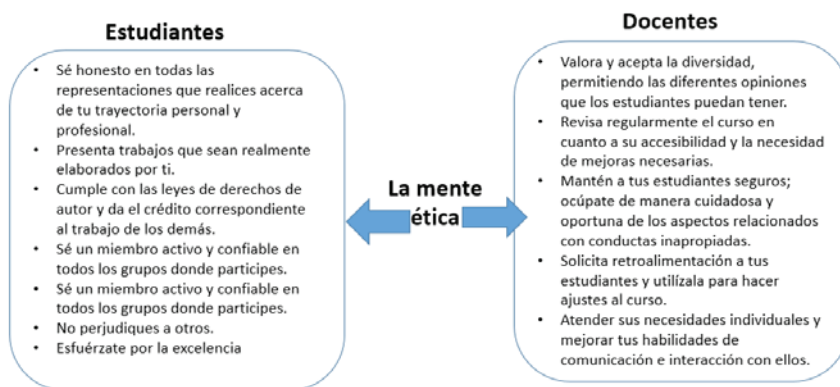 Estudiantes
• Sé honesto en todas las
representaciones que realices acerca
de tu trayectoria personal y
profesional.
• Presenta trabajos que sean realmente
elaborados por ti.
• Cumple con las leyes de derechos de
autor y da el crédito correspondiente
al trabajo de los demás.
• Sé un miembro activo y confiable en
todos los grupos donde participes.
• Sé un miembro activo y confiable en
todos los grupos donde participes.
• No perjudiques a otros.
• Esfuérzate por la excelencia
La mente
ética
Docentes
• Valora y acepta la diversidad,
permitiendo las diferentes opiniones
que los estudiantes puedan tener.
• Revisa regularmente el curso en
cuanto a su accesibilidad y la necesidad
de mejoras necesarias.
• Mantén a tus estudiantes seguros;
ocúpate de manera cuidadosa y
oportuna de los aspectos relacionados
con conductas inapropiadas.
• Solicita retroalimentación a tus
estudiantes y utilízala para hacer
ajustes al curso.
• Atender sus necesidades individuales y
mejorar tus habilidades de
comunicación e interacción con ellos.